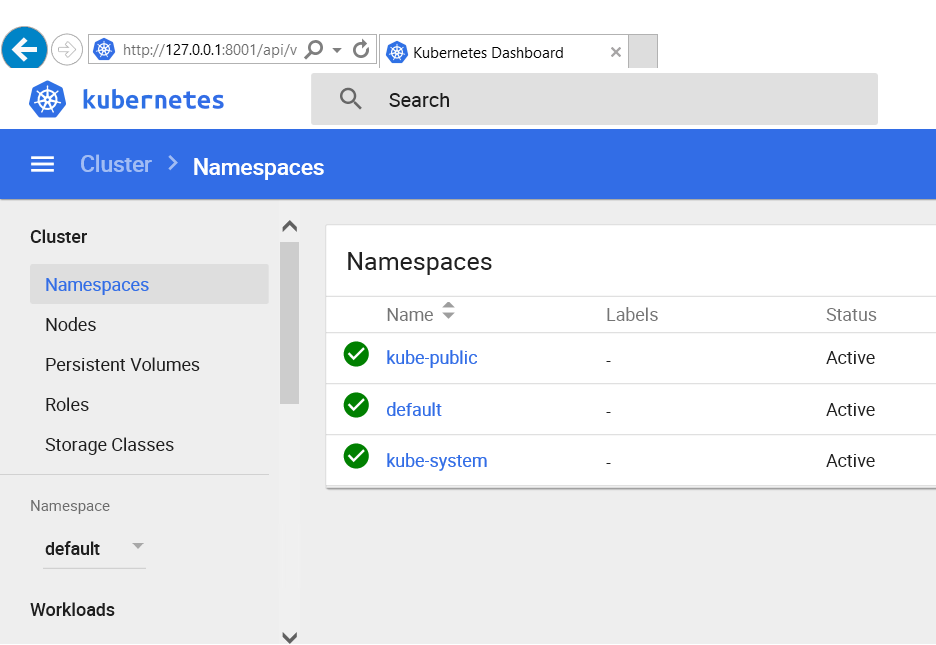 http://127.0.0.1:8001/api/v
Kubernetes Dashboard
kubernetes
Search
Cluster > Namespaces
Cluster
Namespaces
Nodes
Persistent Volumes
Roles
Storage Classes
Namespace
default
Workloads
Namespaces
Name Labels Status
kube-public - Active
default - Active
kube-system - Active